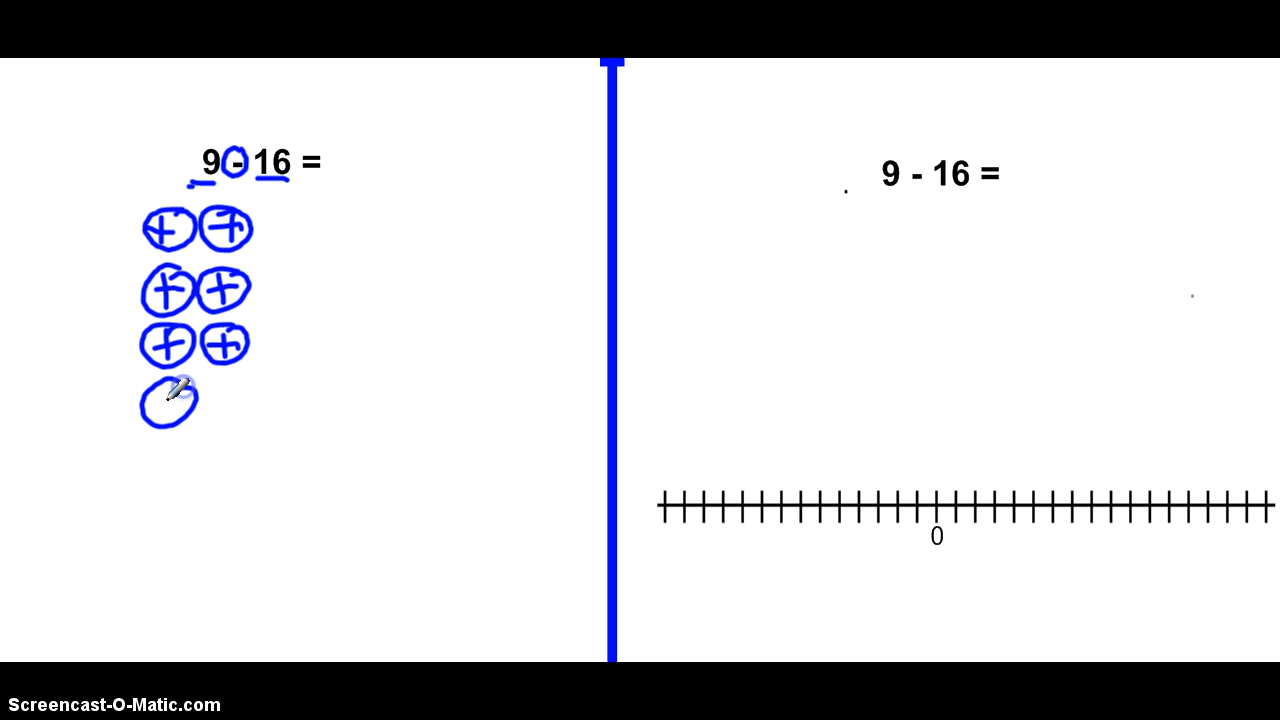 9 - 16 =
+ +
+ +
+ +
9 - 16 =
0
Screencast-O-Matic.com